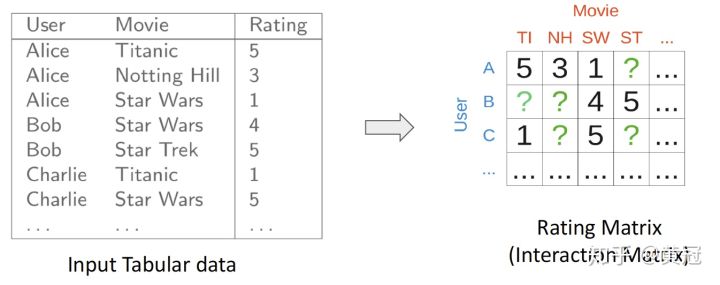 User Movie Rating
Alice Titanic 5
Alice Notting Hill 3
Alice Star Wars 1
Bob Star Wars 4
Bob Star Trek 5
Charlie Titanic 1
Charlie Star Wars 5
... ... ...
Input Tabular data
Movie
TI NH SW ST ...
User
A 5 3 1 ? ...
B ? ? 4 5 ...
C 1 ? 5 ? ...
... ... ... ... ... ...
Rating Matrix
(Interaction Matrix)
知乎 @黄冠